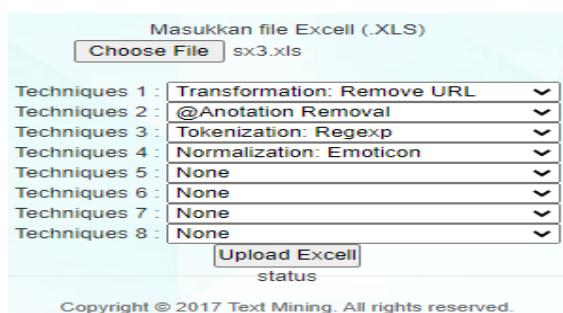 Masukkan file Excell (.XLS)
Choose File sx3.xls
Techniques 1 : Transformation: Remove URL
Techniques 2 : @Anotation Removal
Techniques 3 : Tokenization: Regexp
Techniques 4 : Normalization: Emoticon
Techniques 5 : None
Techniques 6 : None
Techniques 7 : None
Techniques 8 : None
Upload Excell
status
Copyright © 2017 Text Mining. All rights reserved.